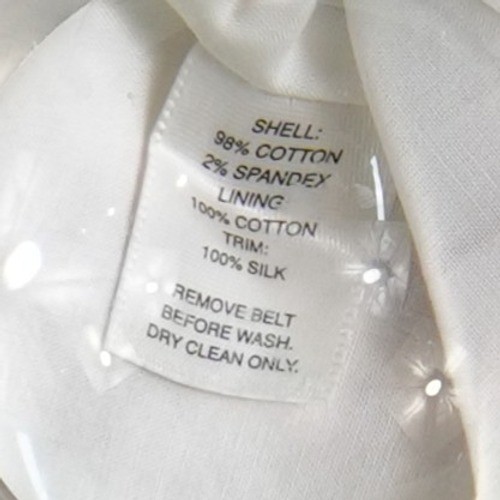 SHELL:
98% COTTON
2% SPANDEX
LINING
100% COTTON
TRIM:
100% SILK
REMOVE BELT
BEFORE WASH.
DRY CLEAN ONLY.